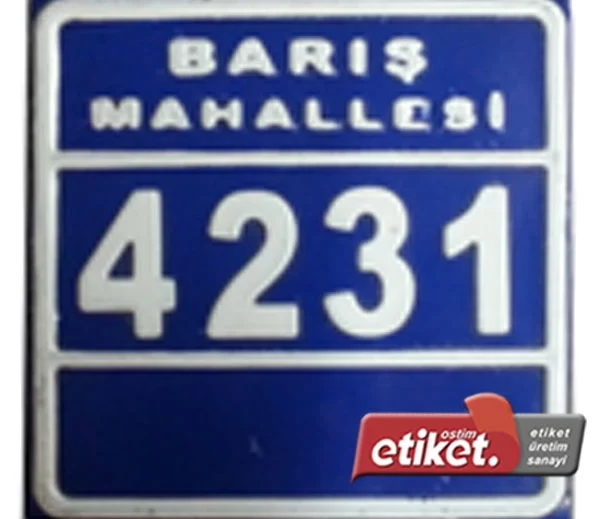 BARIŞ
MAHALLESİ
4231
ostim
etiket.
etiket
üretim
sanayi